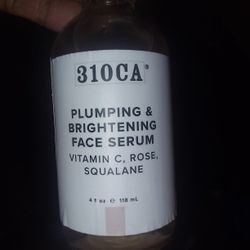 310CA®
PLUMPING &
BRIGHTENING
FACE SERUM
VITAMIN C, ROSE,
SQUALANE
4 fl oz ℮ 118 mL